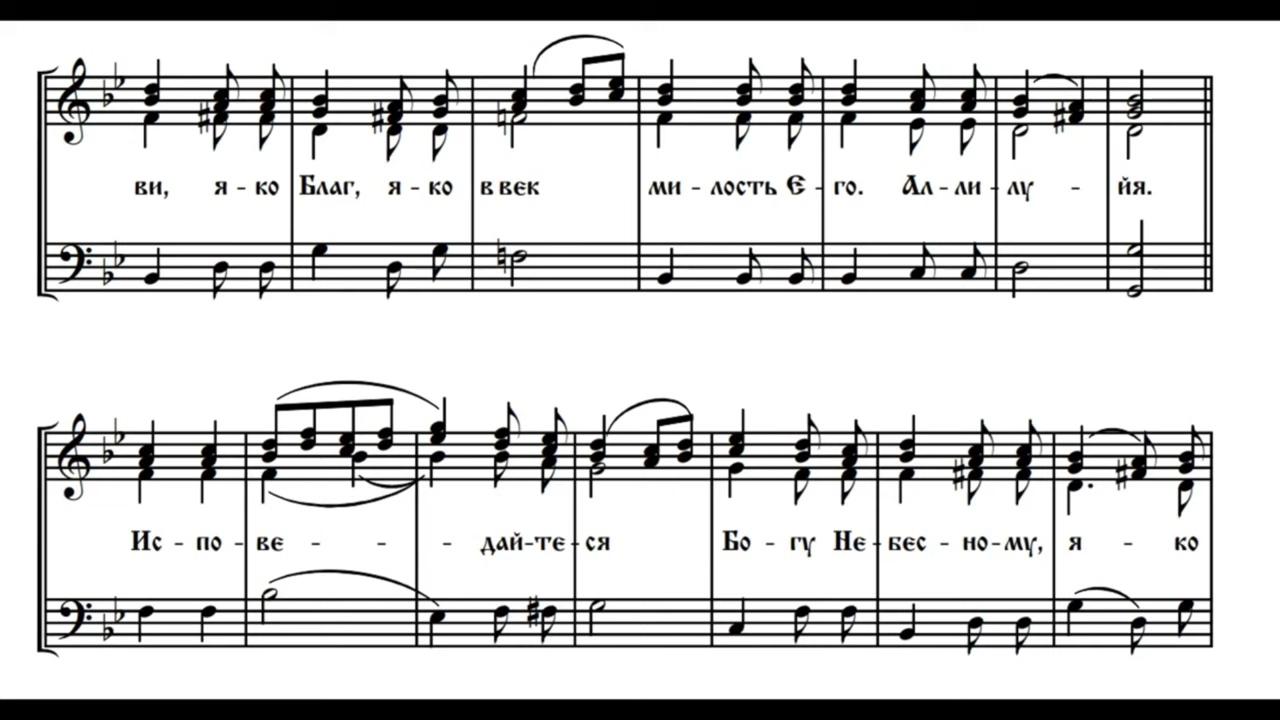 ви, я - ко Благ, я - ко в век ми - лость Е - го. Ал - ли - лу - йя.
Ис - по - ве - - - дай - те - ся Бо - гу Не - бес - но - му, я - ко